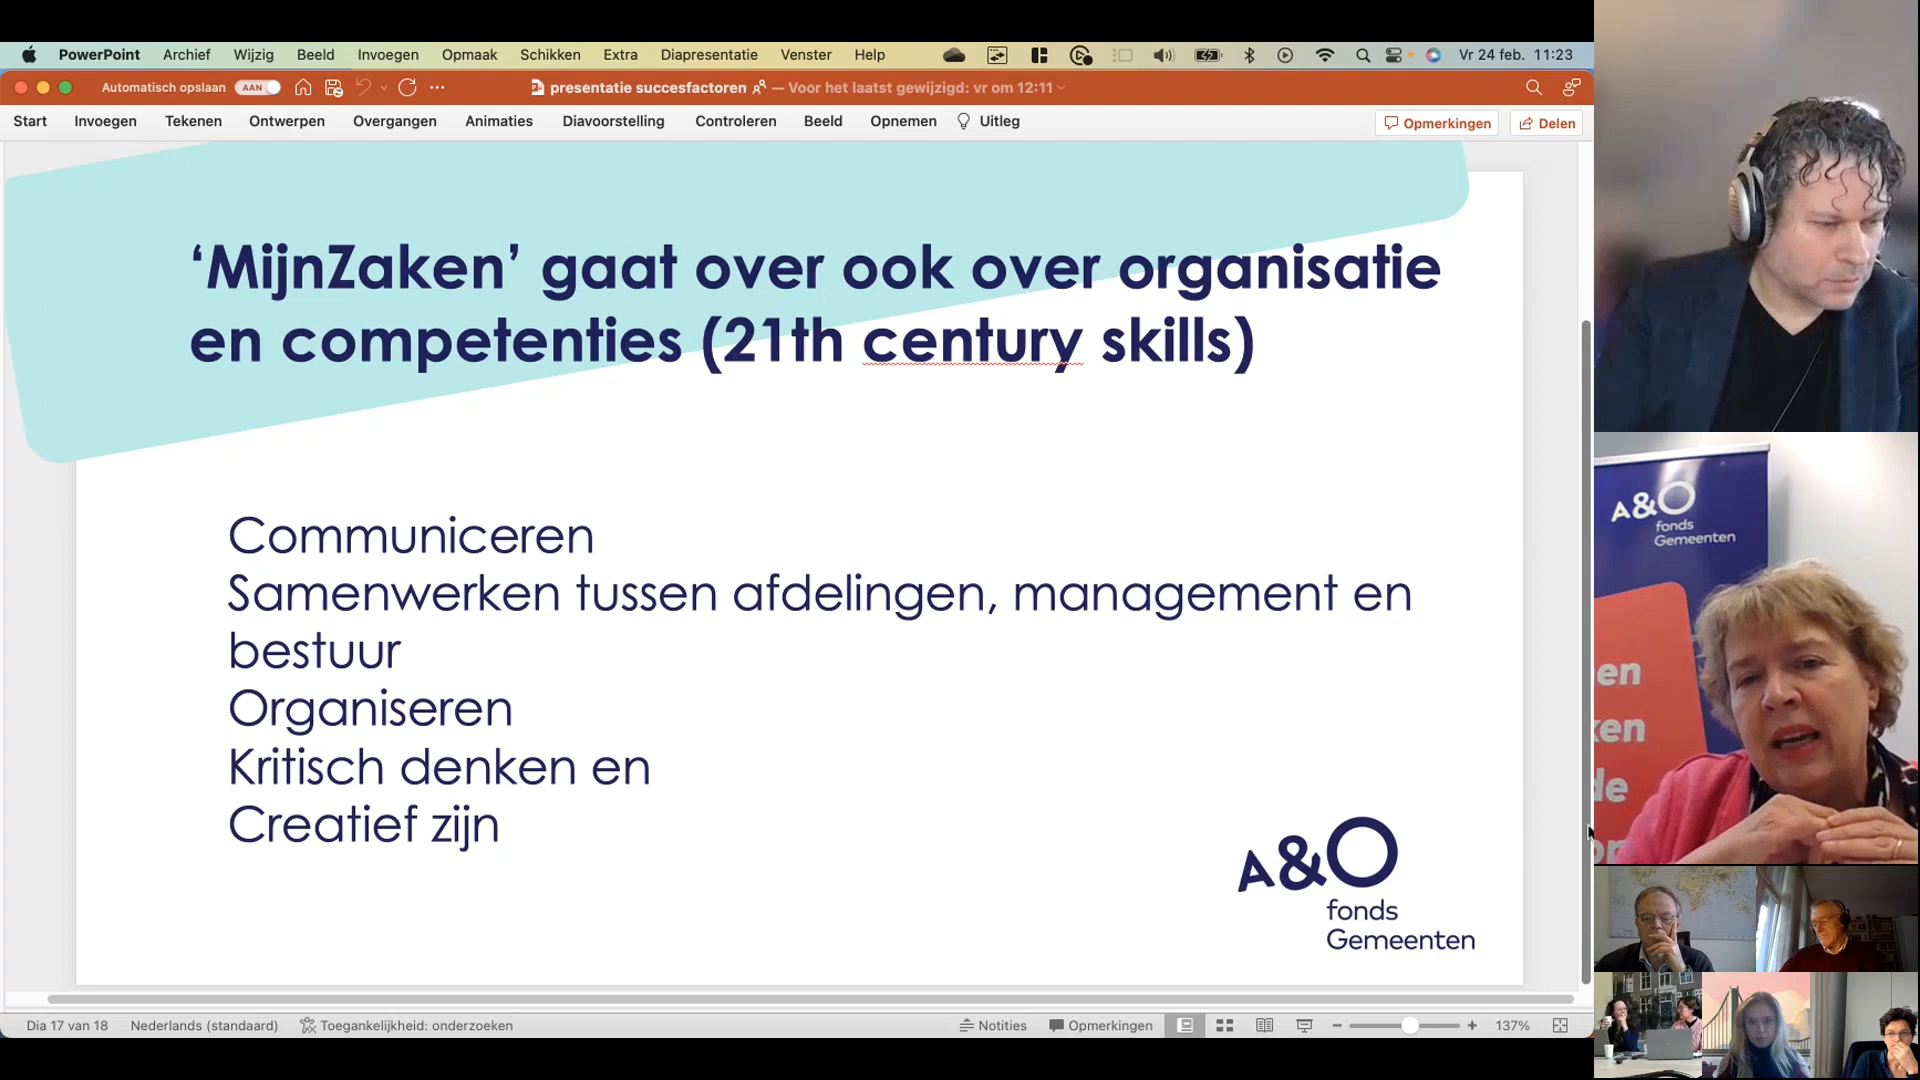 PowerPoint Archief Wijzig Beeld Invoegen Opmaak Schikken Extra Diapresentatie Venster Help Vr 24 feb. 11:23
Automatisch opslaan AAN presentatie succesfactoren — Voor het laatst gewijzigd: vr om 12:11
Start Invoegen Tekenen Ontwerpen Overgangen Animaties Diavoorstelling Controleren Beeld Opnemen Uitleg Opmerkingen Delen
‘MijnZaken’ gaat over ook over organisatie
en competenties (21th century skills)
Communiceren
Samenwerken tussen afdelingen, management en
bestuur
Organiseren
Kritisch denken en
Creatief zijn
A&O
fonds
Gemeenten
Dia 17 van 18 Nederlands (standaard) Toegankelijkheid: onderzoeken Notities Opmerkingen 137%
A&O
fonds
Gemeenten
en
ken
de